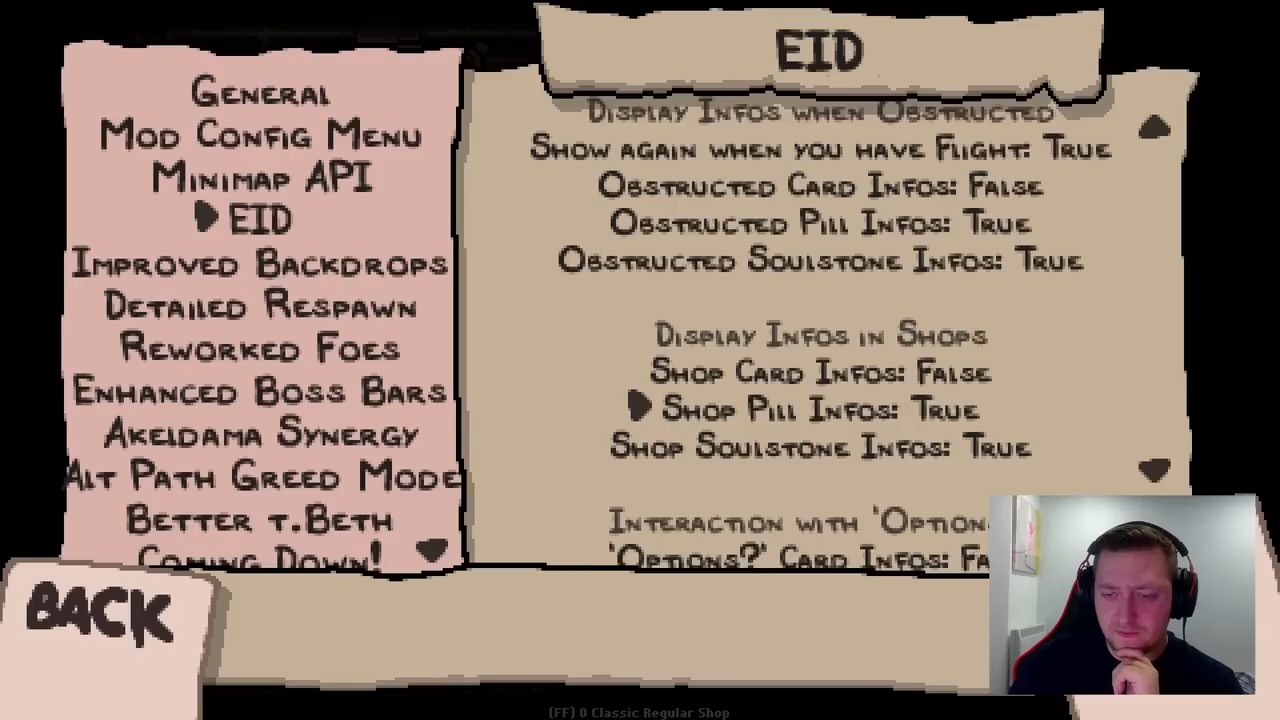 General
Mod Config Menu
Minimap API
EID
Improved Backdrops
Detailed Respawn
Reworked Foes
Enhanced Boss Bars
Akeldama Synergy
Alt Path Greed Mode
Better t.Beth
Coming Down!
BACK
EID
Display Infos when Obstructed
Show again when you have Flight: True
Obstructed Card Infos: False
Obstructed Pill Infos: True
Obstructed Soulstone Infos: True
Display Infos in Shops
Shop Card Infos: False
Shop Pill Infos: True
Shop Soulstone Infos: True
Interaction with 'Option
'Options?' Card Infos: Fa
(FF) 0 Classic Regular Shop